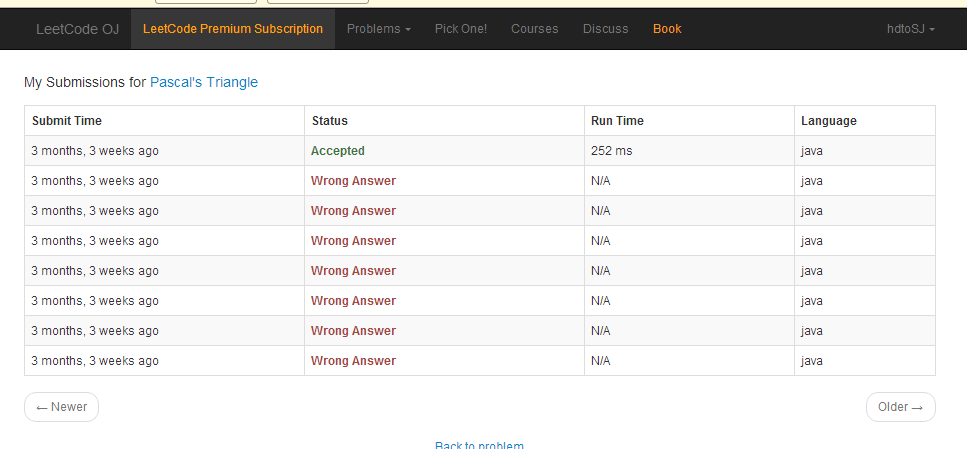 LeetCode OJ LeetCode Premium Subscription Problems Pick One! Courses Discuss Book hdtoSJ
My Submissions for Pascal's Triangle
Submit Time Status Run Time Language
3 months, 3 weeks ago Accepted 252 ms java
3 months, 3 weeks ago Wrong Answer N/A java
3 months, 3 weeks ago Wrong Answer N/A java
3 months, 3 weeks ago Wrong Answer N/A java
3 months, 3 weeks ago Wrong Answer N/A java
3 months, 3 weeks ago Wrong Answer N/A java
3 months, 3 weeks ago Wrong Answer N/A java
3 months, 3 weeks ago Wrong Answer N/A java
← Newer Older →
Back to problem